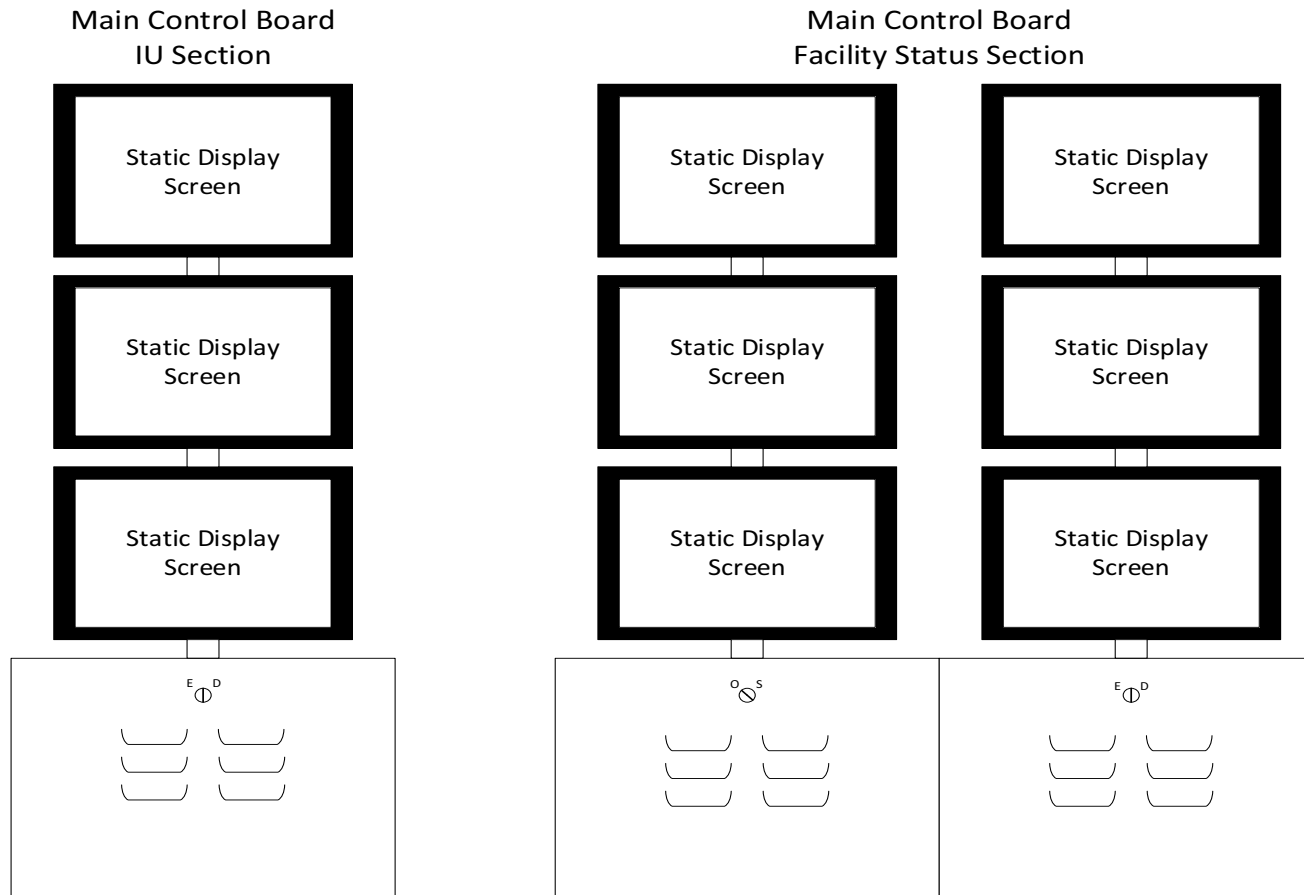 Main Control Board
IU Section
Main Control Board
Facility Status Section
Static Display
Screen
Static Display
Screen
Static Display
Screen
Static Display
Screen
Static Display
Screen
Static Display
Screen
Static Display
Screen
Static Display
Screen
Static Display
Screen
E D
O S
E D